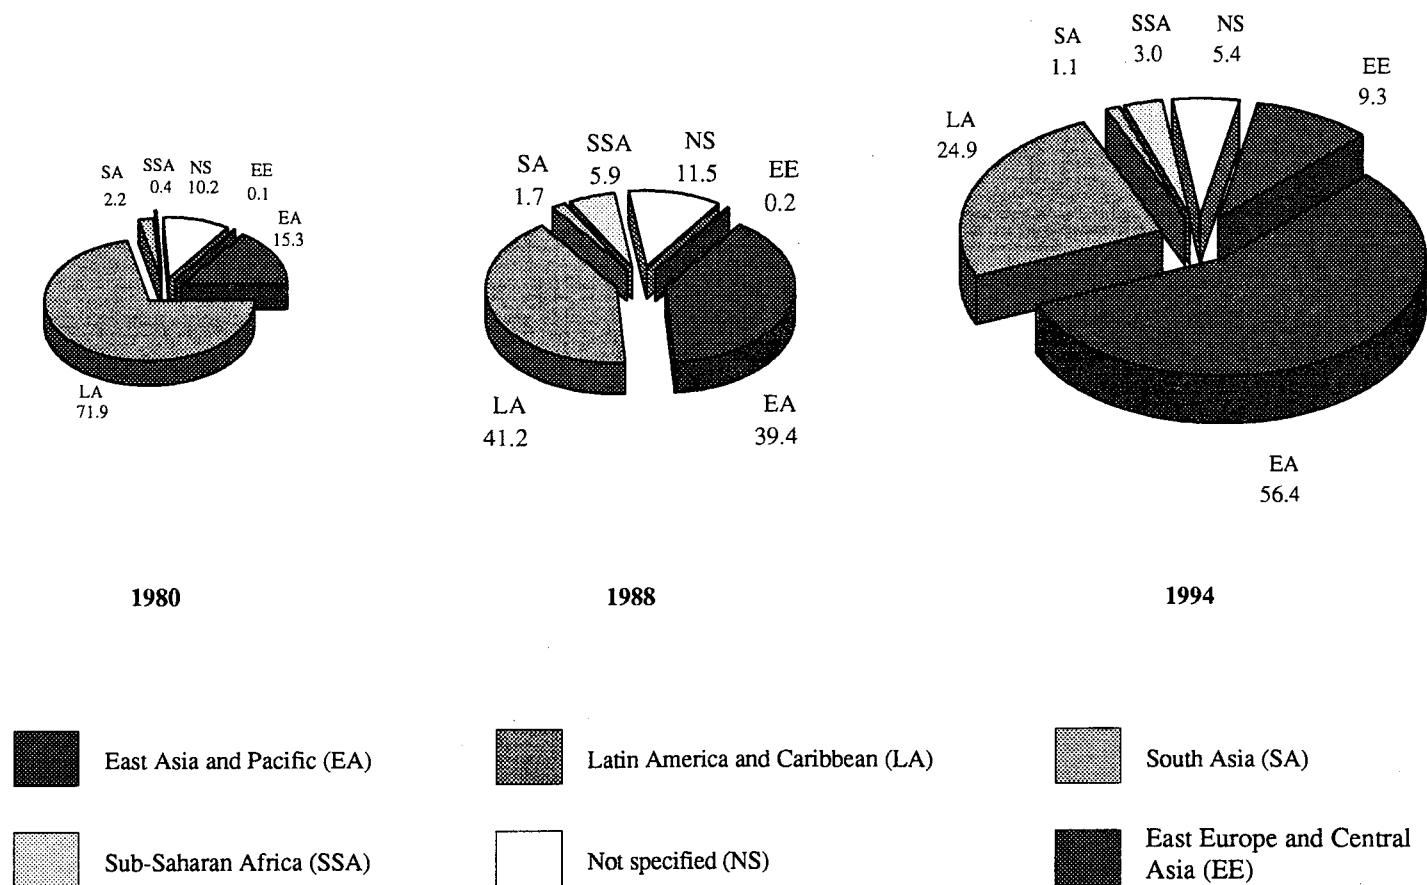 SA
2.2
SSA
0.4
NS
10.2
EE
0.1
EA
15.3
LA
71.9
SA
1.7
SSA
5.9
NS
11.5
EE
0.2
LA
41.2
EA
39.4
SA
1.1
SSA
3.0
NS
5.4
EE
9.3
LA
24.9
EA
56.4
1980
1988
1994
East Asia and Pacific (EA)
Latin America and Caribbean (LA)
South Asia (SA)
Sub-Saharan Africa (SSA)
Not specified (NS)
East Europe and Central
Asia (EE)